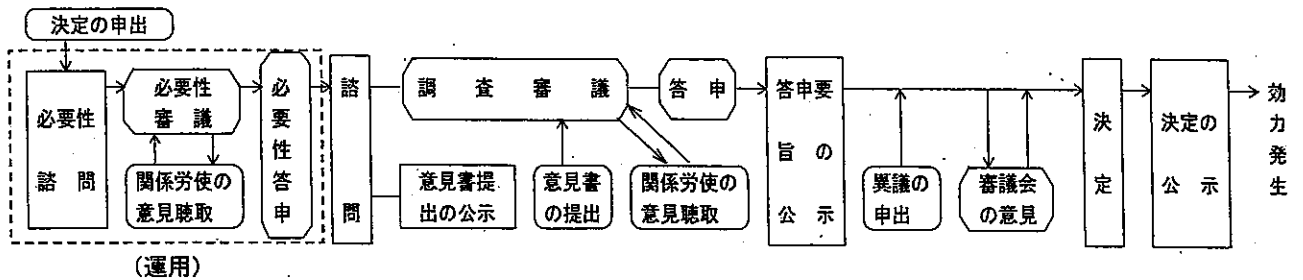 決定の申出
必要性
諮問
必要性
審議
関係労使の
意見聴取
必要性答申
(運用)
諮問
調査審議
意見書提
出の公示
意見書
の提出
関係労使の
意見聴取
答申
答申要
旨の
公示
異議の
申出
審議会
の意見
決定
決定の
公示
効力発生